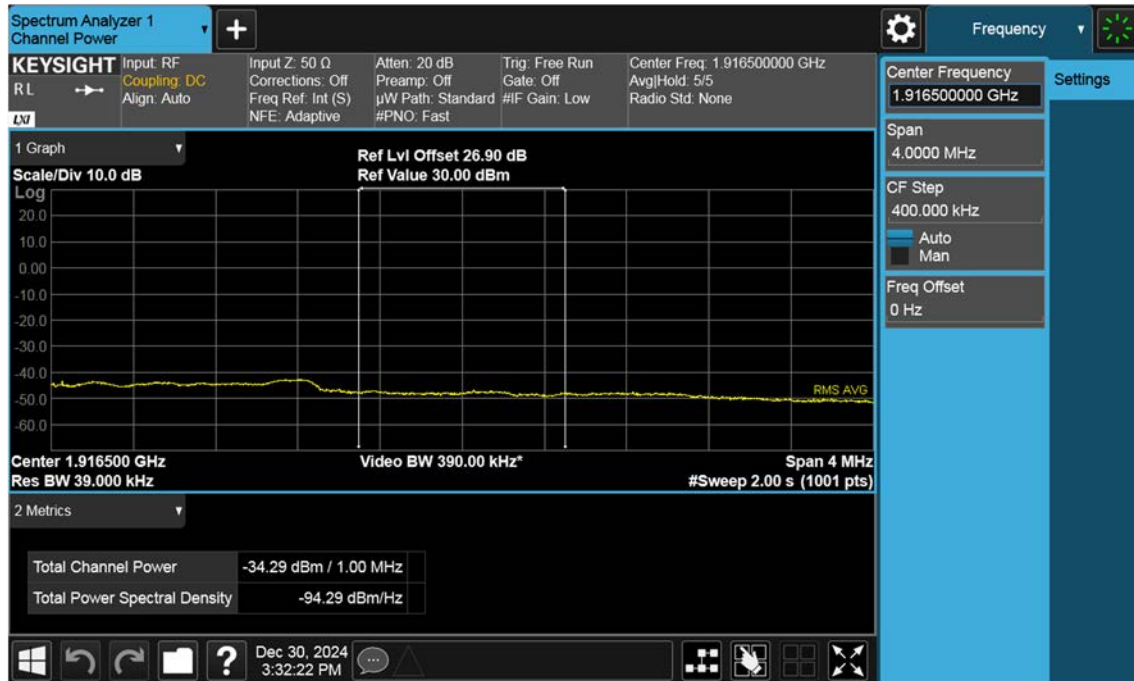 Spectrum Analyzer 1
Channel Power
Frequency
KEYSIGHT
R L
LXI
Input: RF
Coupling: DC
Align: Auto
Input Z: 50 Ω
Corrections: Off
Freq Ref: Int (S)
NFE: Adaptive
Atten: 20 dB
Preamp: Off
µW Path: Standard
#PNO: Fast
Trig: Free Run
Gate: Off
#IF Gain: Low
Center Freq: 1.916500000 GHz
Avg|Hold: 5/5
Radio Std: None
Center Frequency
1.916500000 GHz
Settings
Span
4.0000 MHz
CF Step
400.000 kHz
Auto
Man
Freq Offset
0 Hz
1 Graph
Ref Lvl Offset 26.90 dB
Scale/Div 10.0 dB
Ref Value 30.00 dBm
Log
20.0
10.0
0.00
-10.0
-20.0
-30.0
-40.0
-50.0
-60.0
RMS AVG
Center 1.916500 GHz
Video BW 390.00 kHz*
Span 4 MHz
Res BW 39.000 kHz
#Sweep 2.00 s (1001 pts)
2 Metrics
Total Channel Power -34.29 dBm / 1.00 MHz
Total Power Spectral Density -94.29 dBm/Hz
?
Dec 30, 2024
3:32:22 PM